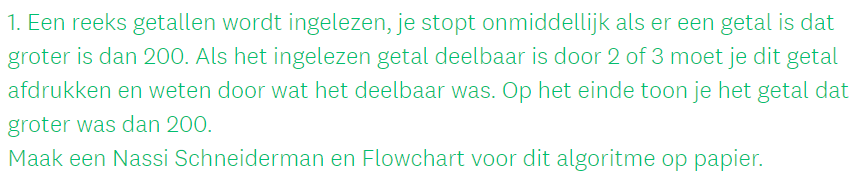 1. Een reeks getallen wordt ingelezen, je stopt onmiddellijk als er een getal is dat
groter is dan 200. Als het ingelezen getal deelbaar is door 2 of 3 moet je dit getal
afdrukken en weten door wat het deelbaar was. Op het einde toon je het getal dat
groter was dan 200.
Maak een Nassi Schneiderman en Flowchart voor dit algoritme op papier.